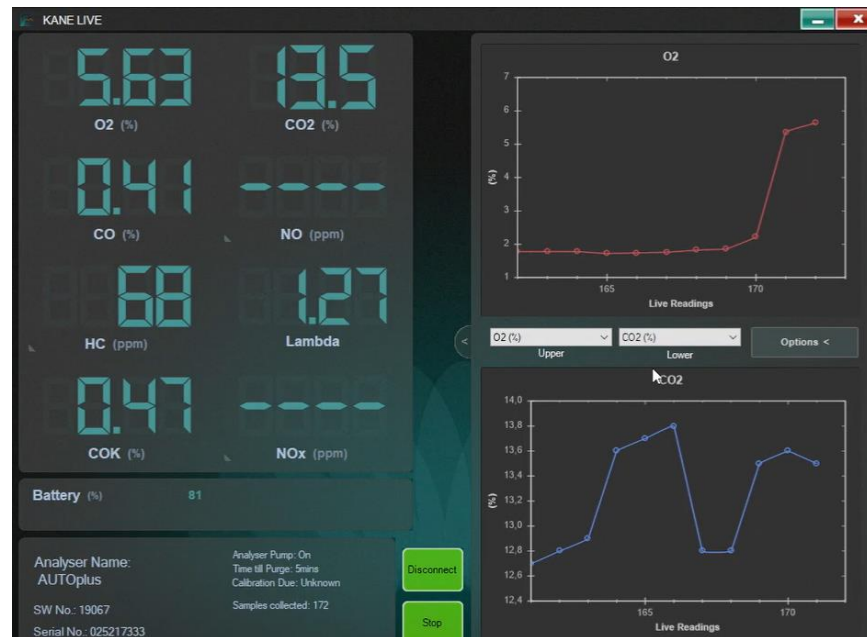 KANE LIVE
5.63
O2 (%)
13.5
CO2 (%)
0.41
CO (%)
----
NO (ppm)
68
HC (ppm)
1.27
Lambda
0.47
COK (%)
----
NOx (ppm)
Battery (%) 81
Analyser Name:
AUTOplus
SW No.: 19067
Serial No.: 025217333
Analyser Pump: On
Time till Purge: 5mins
Calibration Due: Unknown
Samples collected: 172
Disconnect
Stop
O2
7
6
5
4
3
2
1
(%)
165 170
Live Readings
O2 (%) CO2 (%)
Upper Lower
Options <
<
CO2
14,0
13,8
13,6
13,4
13,2
13,0
12,8
12,6
12,4
(%)
165 170
Live Readings